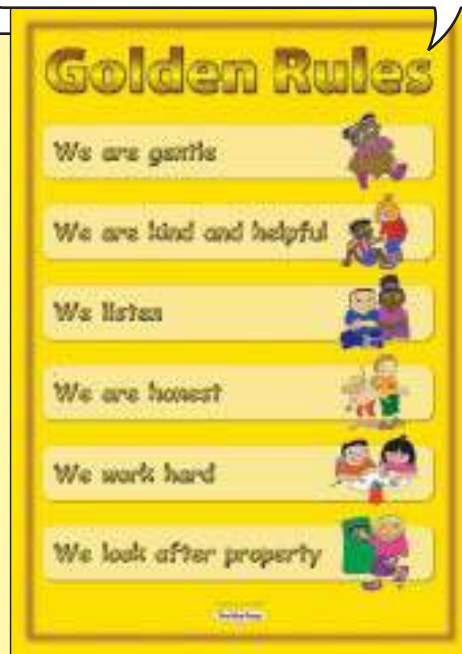 Golden Rules
We are gentle
We are kind and helpful
We listen
We are honest
We work hard
We look after property